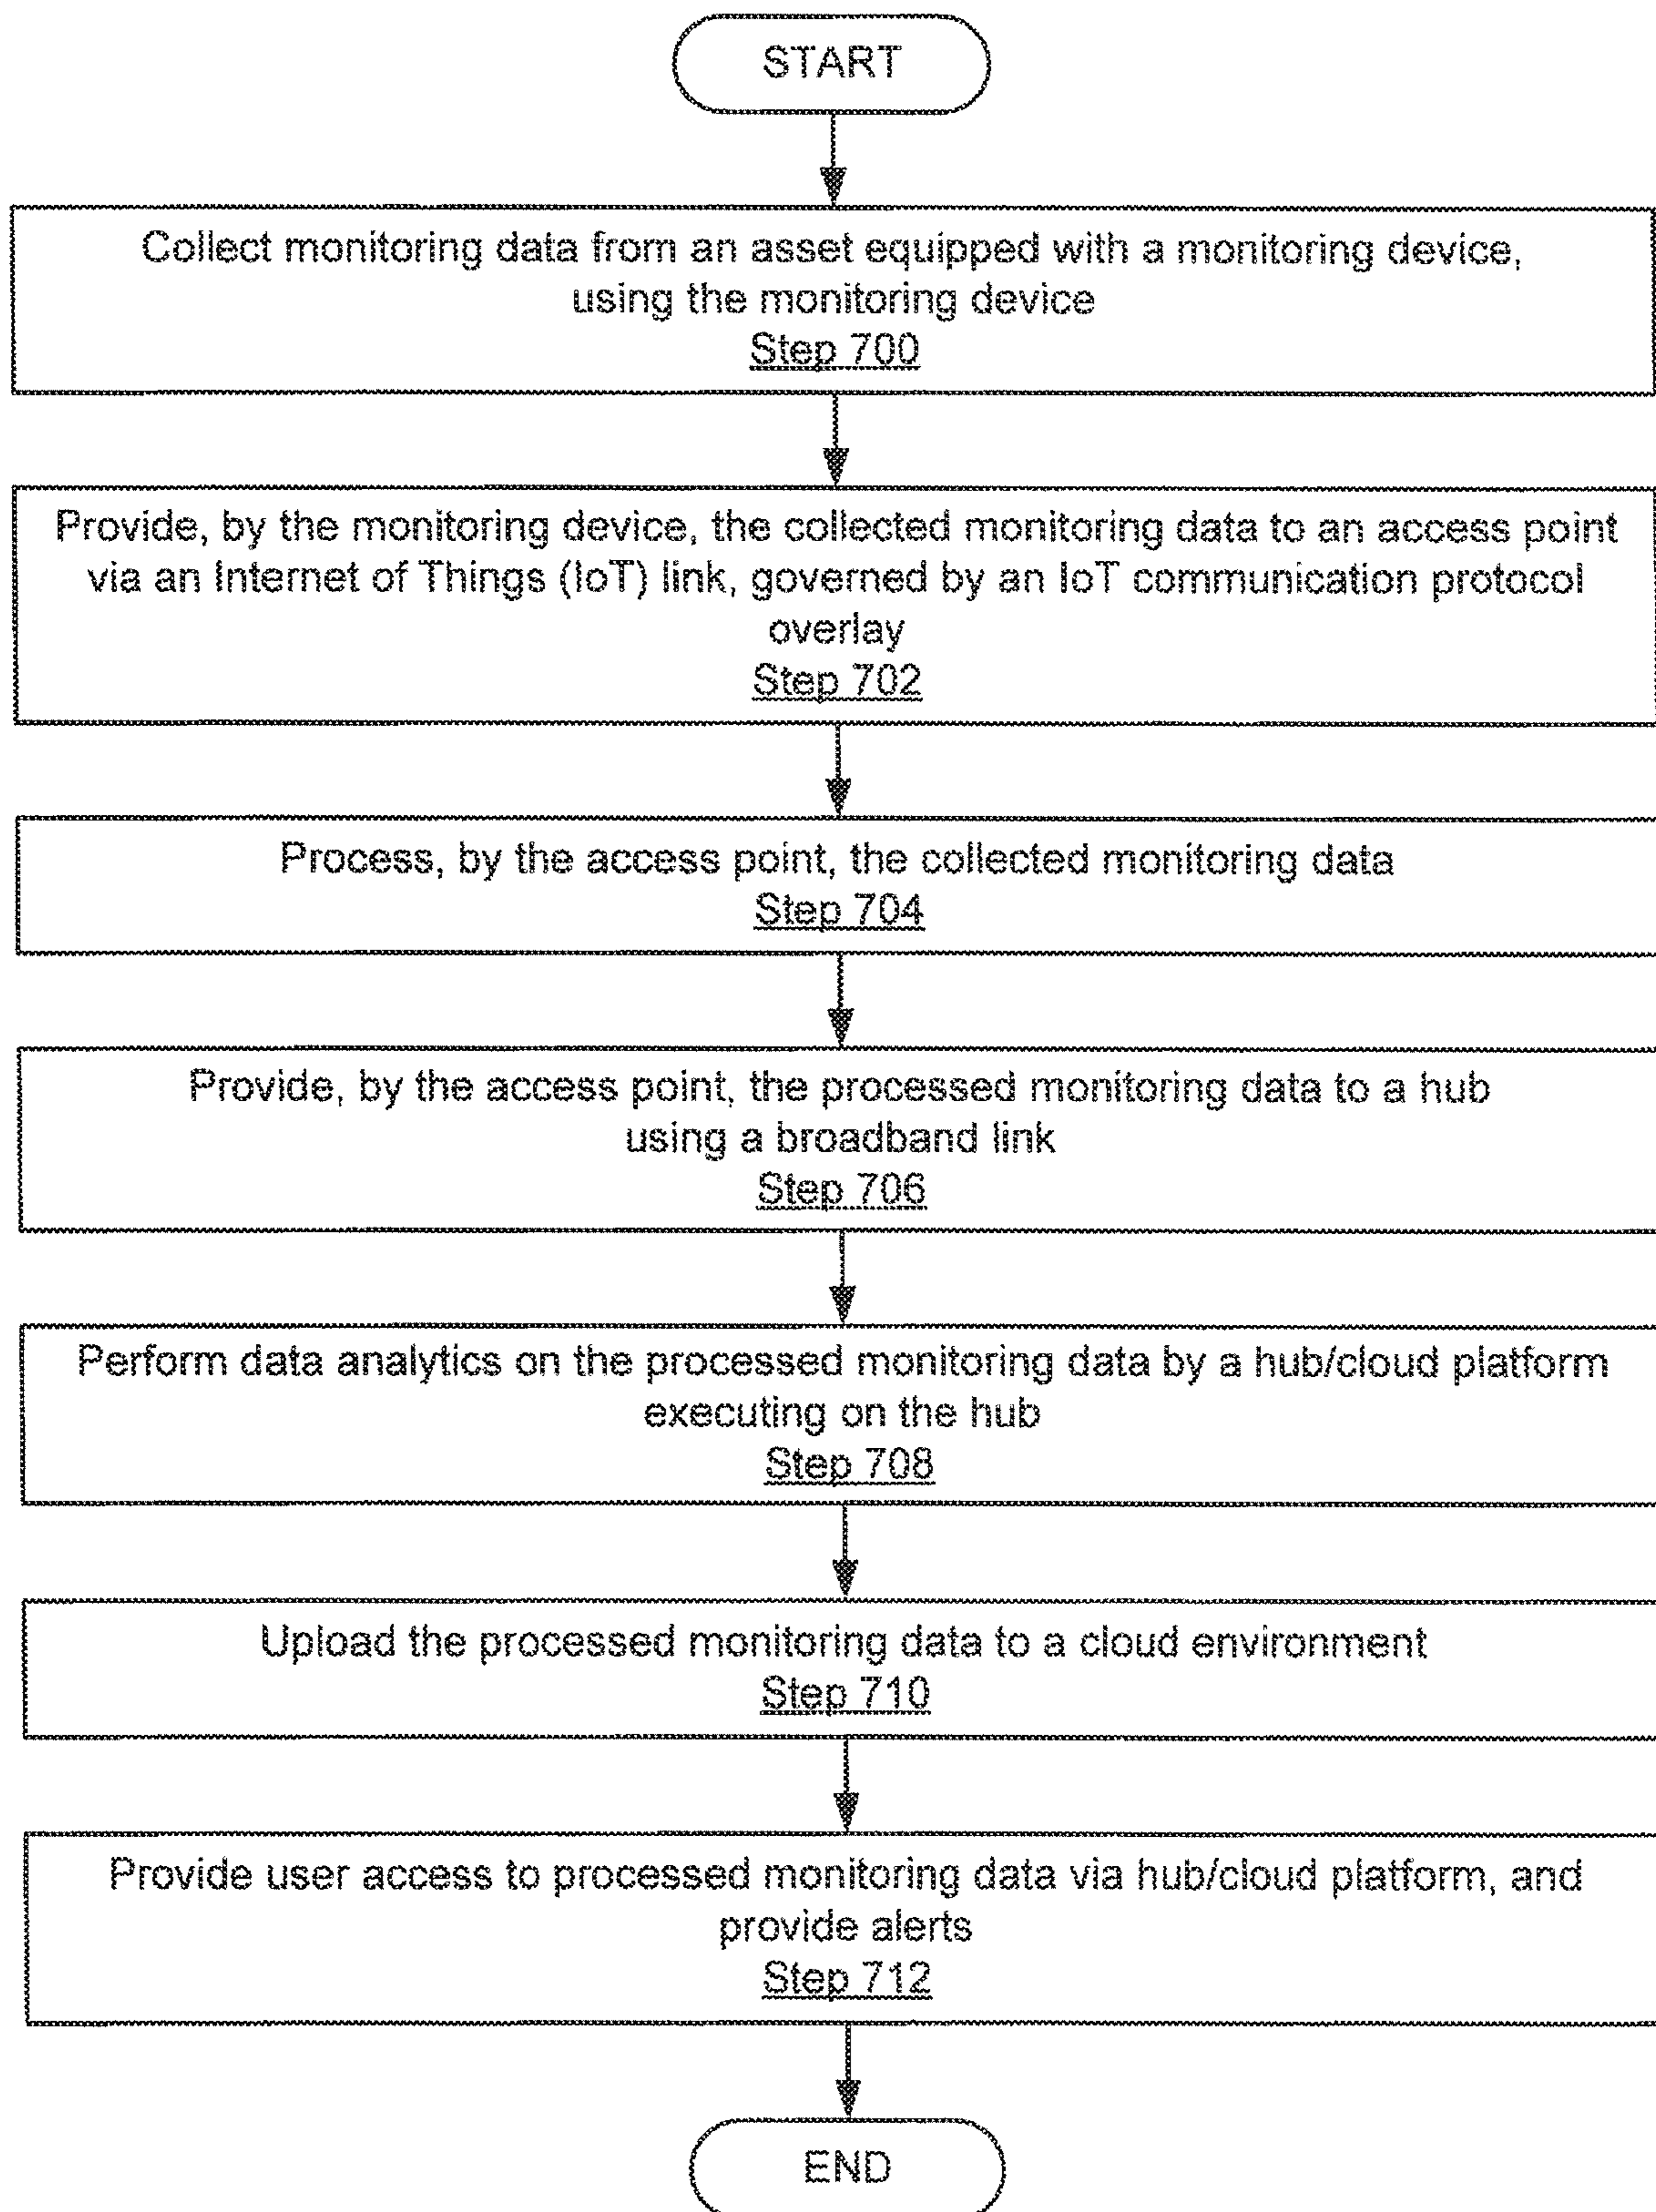 START
Collect monitoring data from an asset equipped with a monitoring device,
using the monitoring device
Step 700
Provide, by the monitoring device, the collected monitoring data to an access point
via an Internet of Things (IoT) link, governed by an IoT communication protocol
overlay
Step 702
Process, by the access point, the collected monitoring data
Step 704
Provide, by the access point, the processed monitoring data to a hub
using a broadband link
Step 706
Perform data analytics on the processed monitoring data by a hub/cloud platform
executing on the hub
Step 708
Upload the processed monitoring data to a cloud environment
Step 710
Provide user access to processed monitoring data via hub/cloud platform, and
provide alerts
Step 712
END